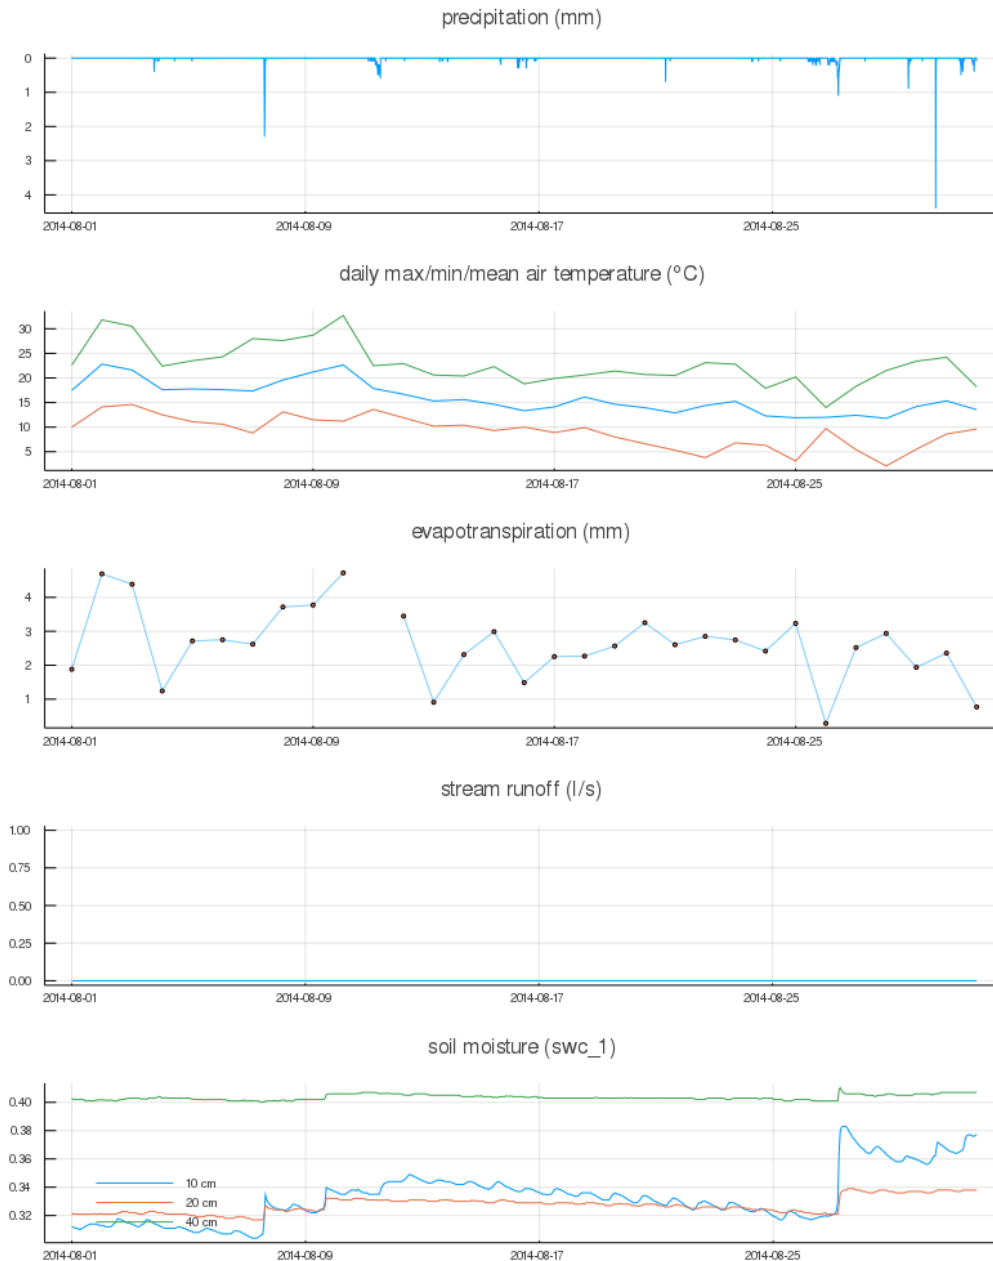 precipitation (mm)
0
1
2
3
4
2014-08-01 2014-08-09 2014-08-17 2014-08-25
daily max/min/mean air temperature (ºC)
30
25
20
15
10
5
2014-08-01 2014-08-09 2014-08-17 2014-08-25
evapotranspiration (mm)
4
3
2
1
2014-08-01 2014-08-09 2014-08-17 2014-08-25
stream runoff (l/s)
1.00
0.75
0.50
0.25
0.00
2014-08-01 2014-08-09 2014-08-17 2014-08-25
soil moisture (swc_1)
0.40
0.38
0.36
0.34
0.32
10 cm
20 cm
40 cm
2014-08-01 2014-08-09 2014-08-17 2014-08-25